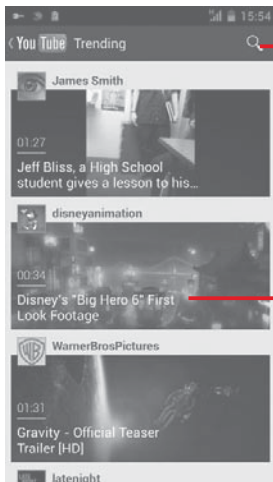 15:54
You Tube Trending
James Smith
01:27
Jeff Bliss, a High School
student gives a lesson to his...
disneyanimation
00:34
Disney's "Big Hero 6" First
Look Footage
WarnerBrosPictures
01:31
Gravity - Official Teaser
Trailer [HD]
latenight